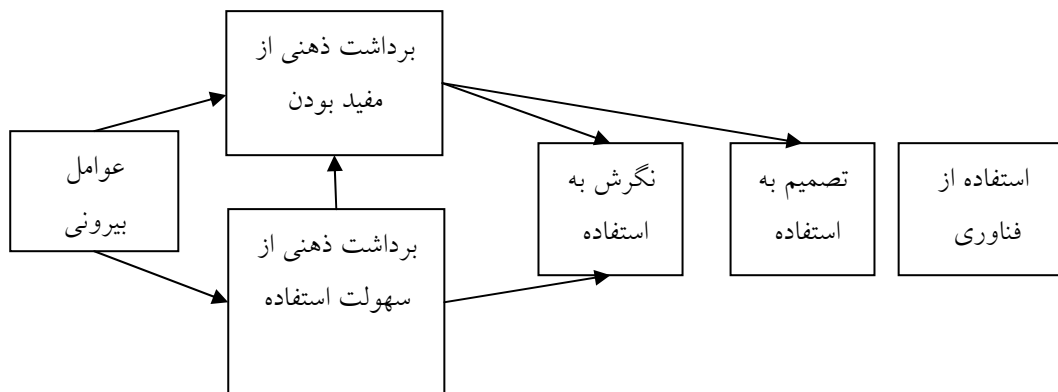 برداشت ذهنی از
مفید بودن
عوامل
بیرونی
برداشت ذهنی از
سهولت استفاده
نگرش به
استفاده
تصمیم به
استفاده
استفاده از
فناوری